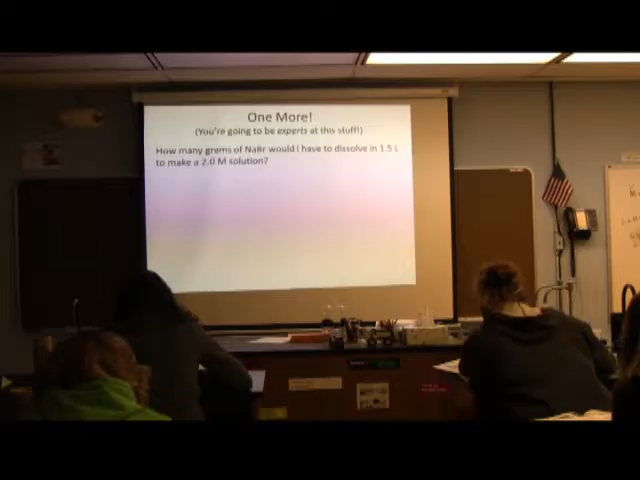 One More!
(You're going to be experts at this stuff!)
How many grams of NaBr would I have to dissolve in 1.5 L
to make a 2.0 M solution?